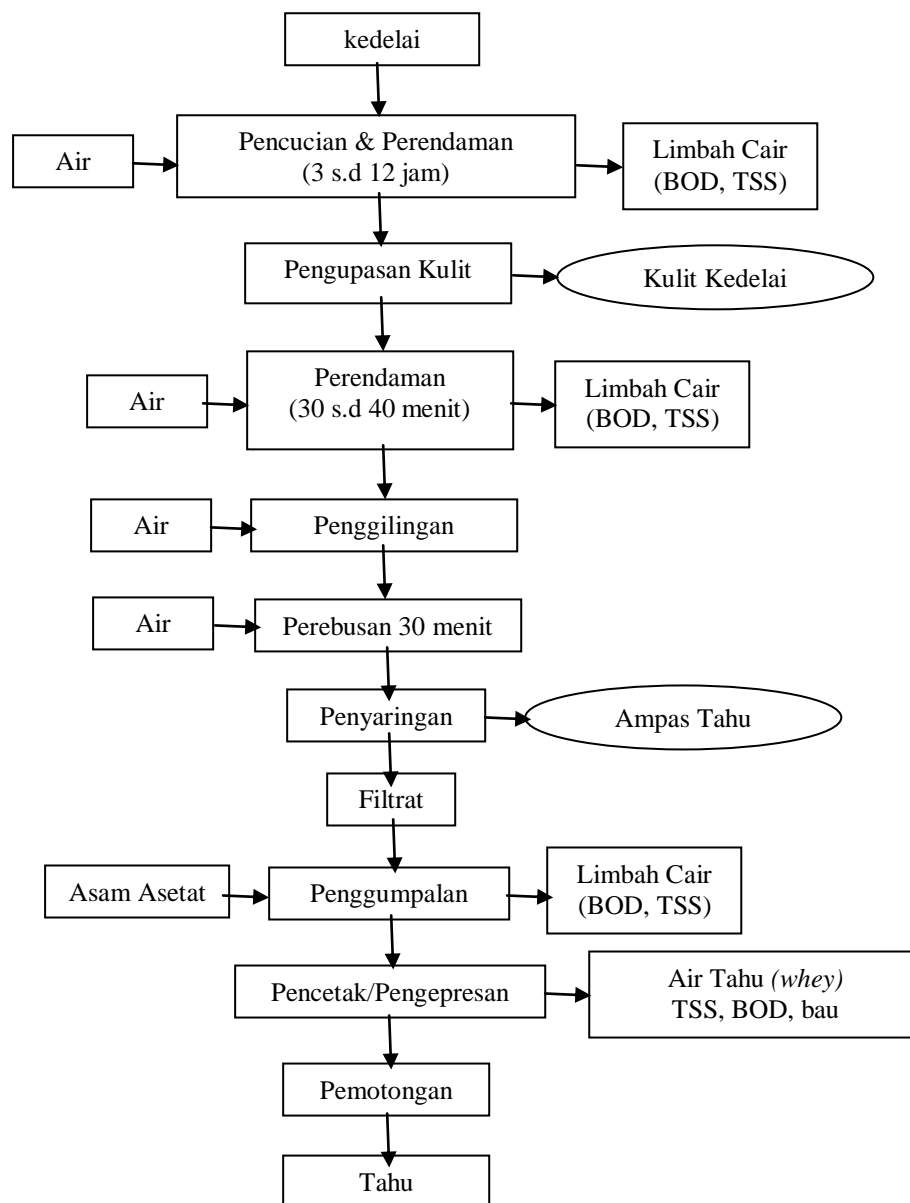 kedelai
Air
Pencucian & Perendaman
(3 s.d 12 jam)
Limbah Cair
(BOD, TSS)
Pengupasan Kulit
Kulit Kedelai
Air
Perendaman
(30 s.d 40 menit)
Limbah Cair
(BOD, TSS)
Air
Penggilingan
Air
Perebusan 30 menit
Penyaringan
Ampas Tahu
Filtrat
Asam Asetat
Penggumpalan
Limbah Cair
(BOD, TSS)
Pencetak/Pengepresan
Air Tahu (whey)
TSS, BOD, bau
Pemotongan
Tahu